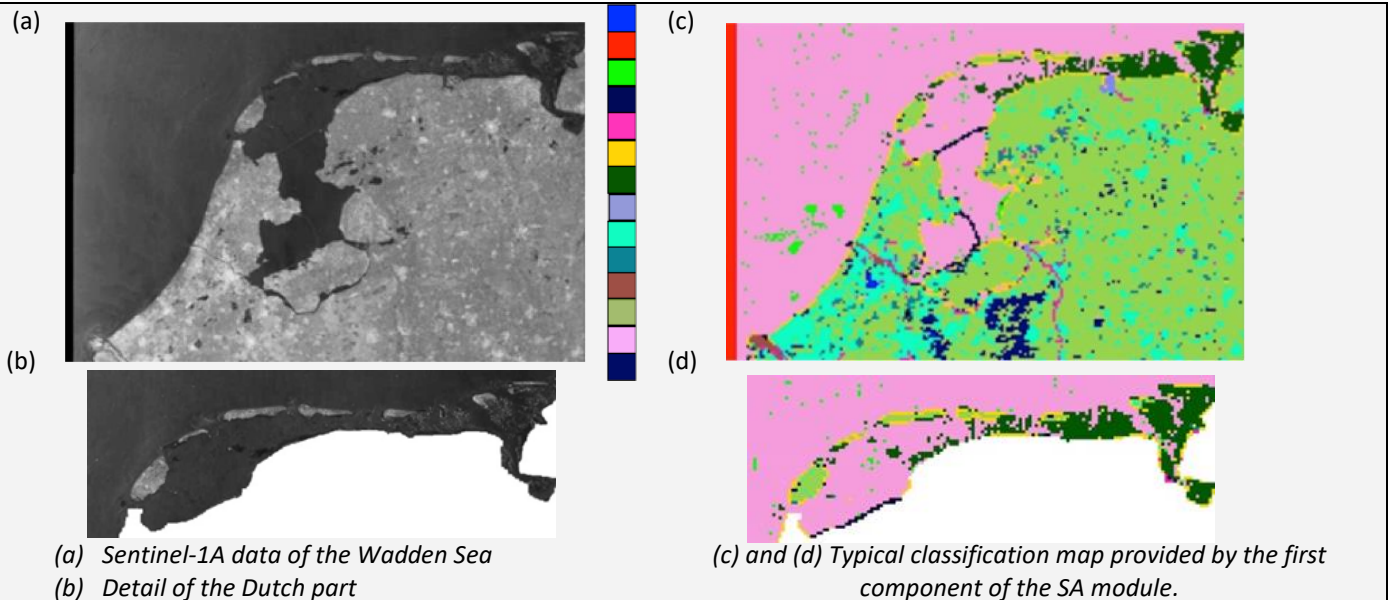 (a)
(c)
(b)
(d)
(a) Sentinel-1A data of the Wadden Sea
(b) Detail of the Dutch part
(c) and (d) Typical classification map provided by the first
component of the SA module.